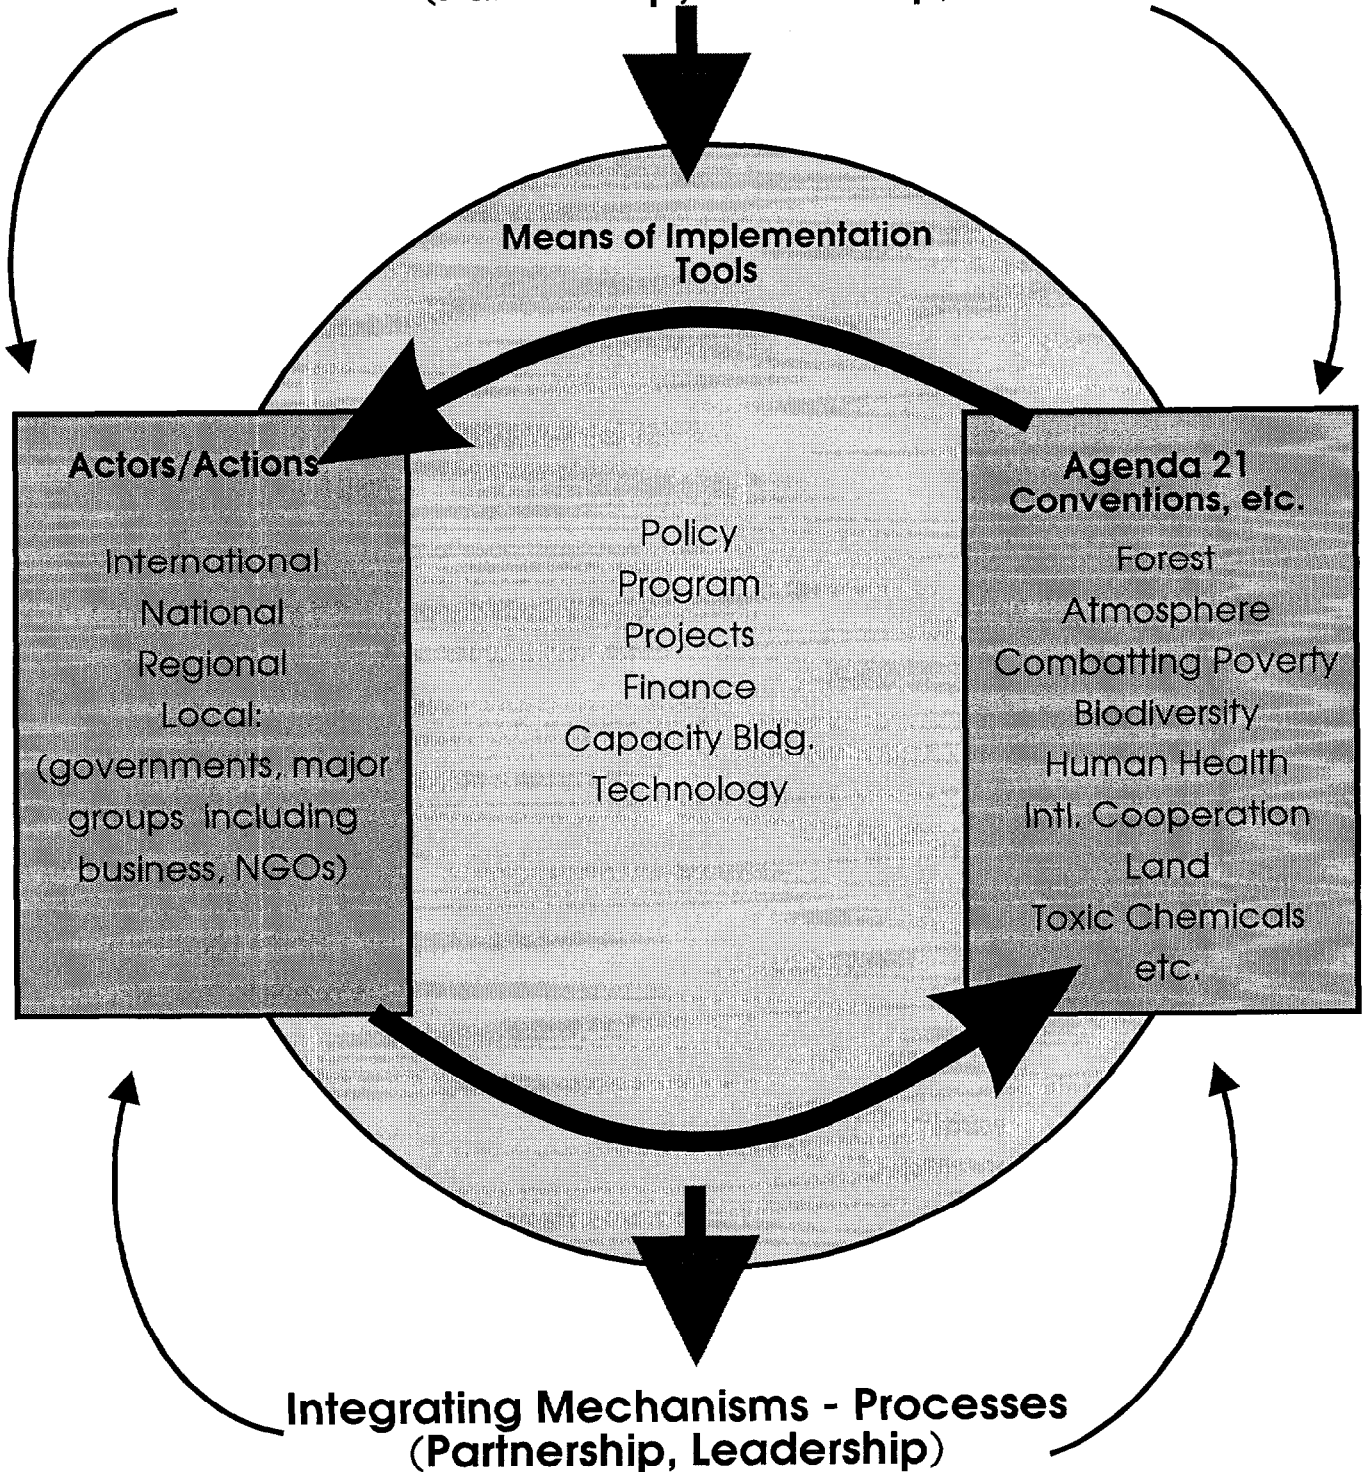 Means of Implementation
Tools
Actors/Actions
International
National
Regional
Local:
(governments, major
groups including
business, NGOs)
Policy
Program
Projects
Finance
Capacity Bldg.
Technology
Agenda 21
Conventions, etc.
Forest
Atmosphere
Combatting Poverty
Biodiversity
Human Health
Intl. Cooperation
Land
Toxic Chemicals
etc.
Integrating Mechanisms - Processes
(Partnership, Leadership)